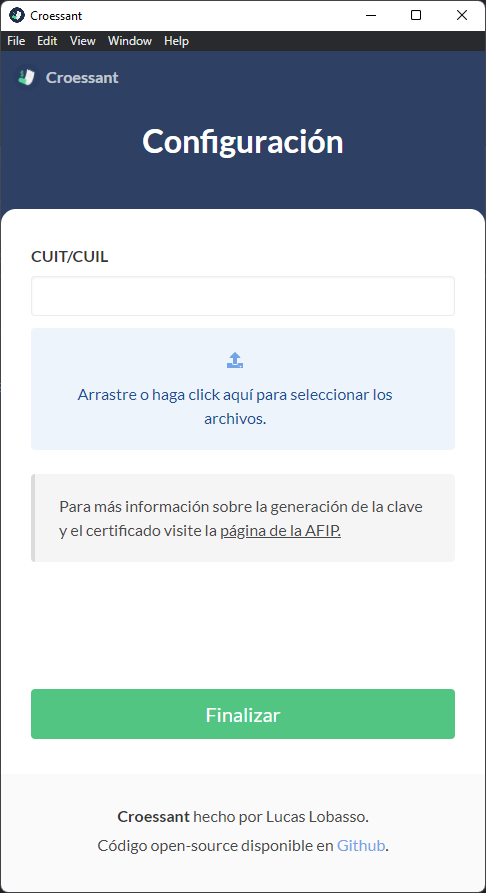 Croessant
File Edit View Window Help
Croessant
Configuración
CUIT/CUIL
Arrastre o haga click aquí para seleccionar los
archivos.
Para más información sobre la generación de la clave
y el certificado visite la página de la AFIP.
Finalizar
Croessant hecho por Lucas Lobasso.
Código open-source disponible en Github.